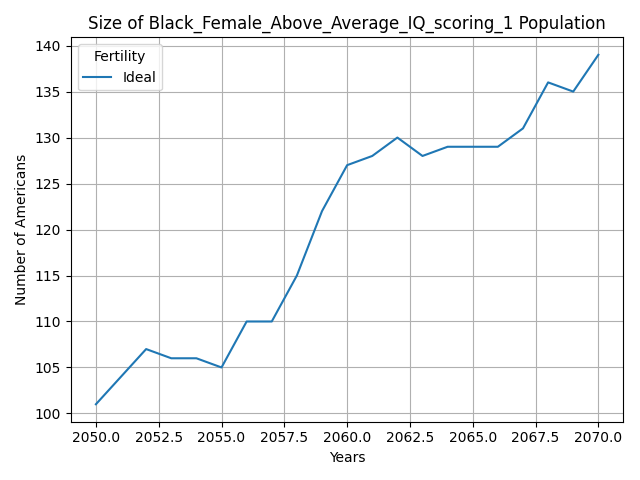 Size of Black_Female_Above_Average_IQ_scoring_1 Population
Fertility
Ideal
Number of Americans
140
135
130
125
120
115
110
105
100
2050.0 2052.5 2055.0 2057.5 2060.0 2062.5 2065.0 2067.5 2070.0
Years